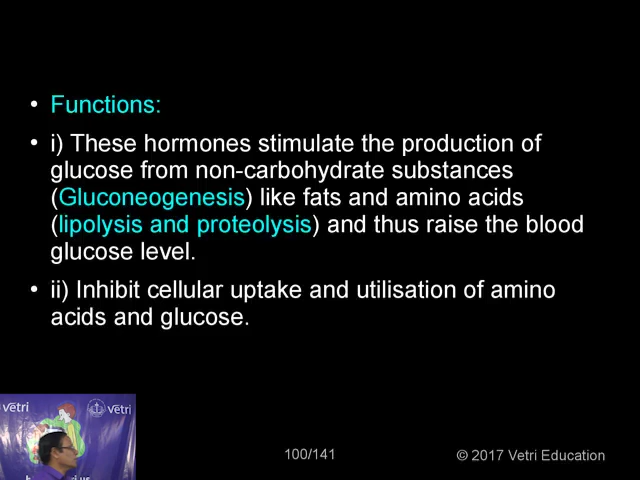 • Functions:
• i) These hormones stimulate the production of
glucose from non-carbohydrate substances
(Gluconeogenesis) like fats and amino acids
(lipolysis and proteolysis) and thus raise the blood
glucose level.
• ii) Inhibit cellular uptake and utilisation of amino
acids and glucose.
vetri
vetri
100/141
© 2017 Vetri Education